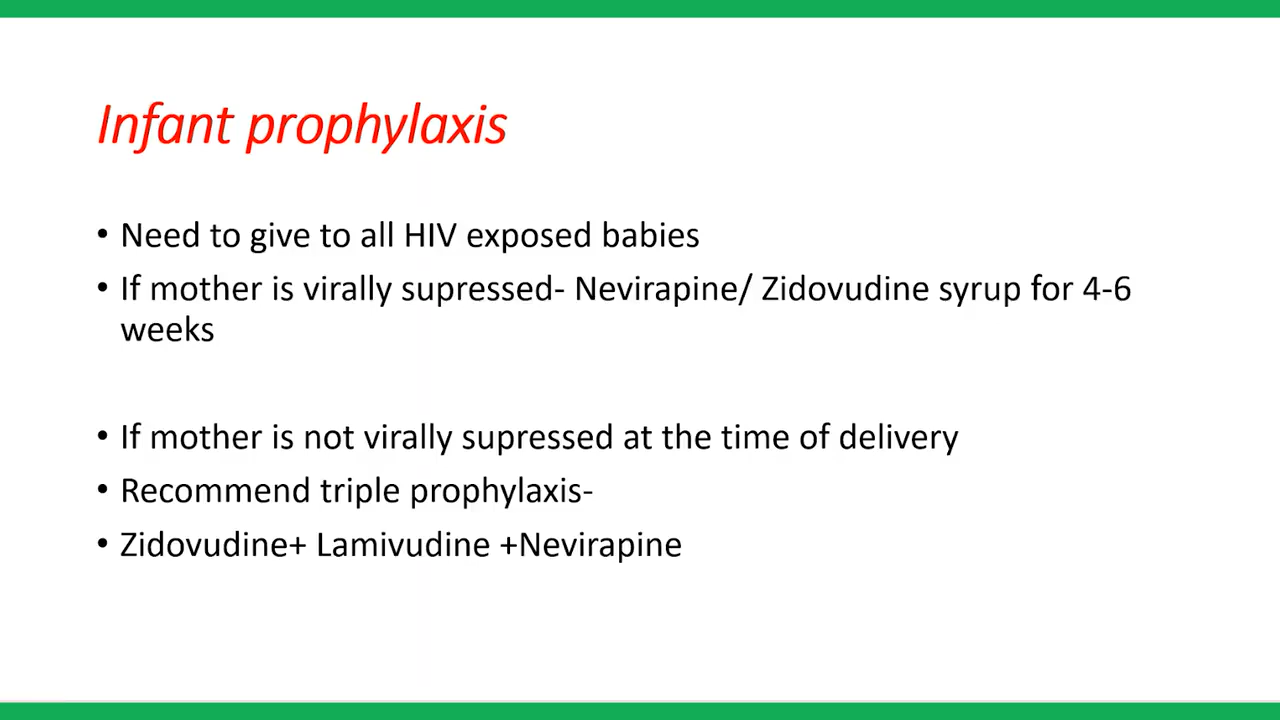 Infant prophylaxis
• Need to give to all HIV exposed babies
• If mother is virally supressed- Nevirapine/ Zidovudine syrup for 4-6
weeks
• If mother is not virally supressed at the time of delivery
• Recommend triple prophylaxis-
• Zidovudine+ Lamivudine +Nevirapine